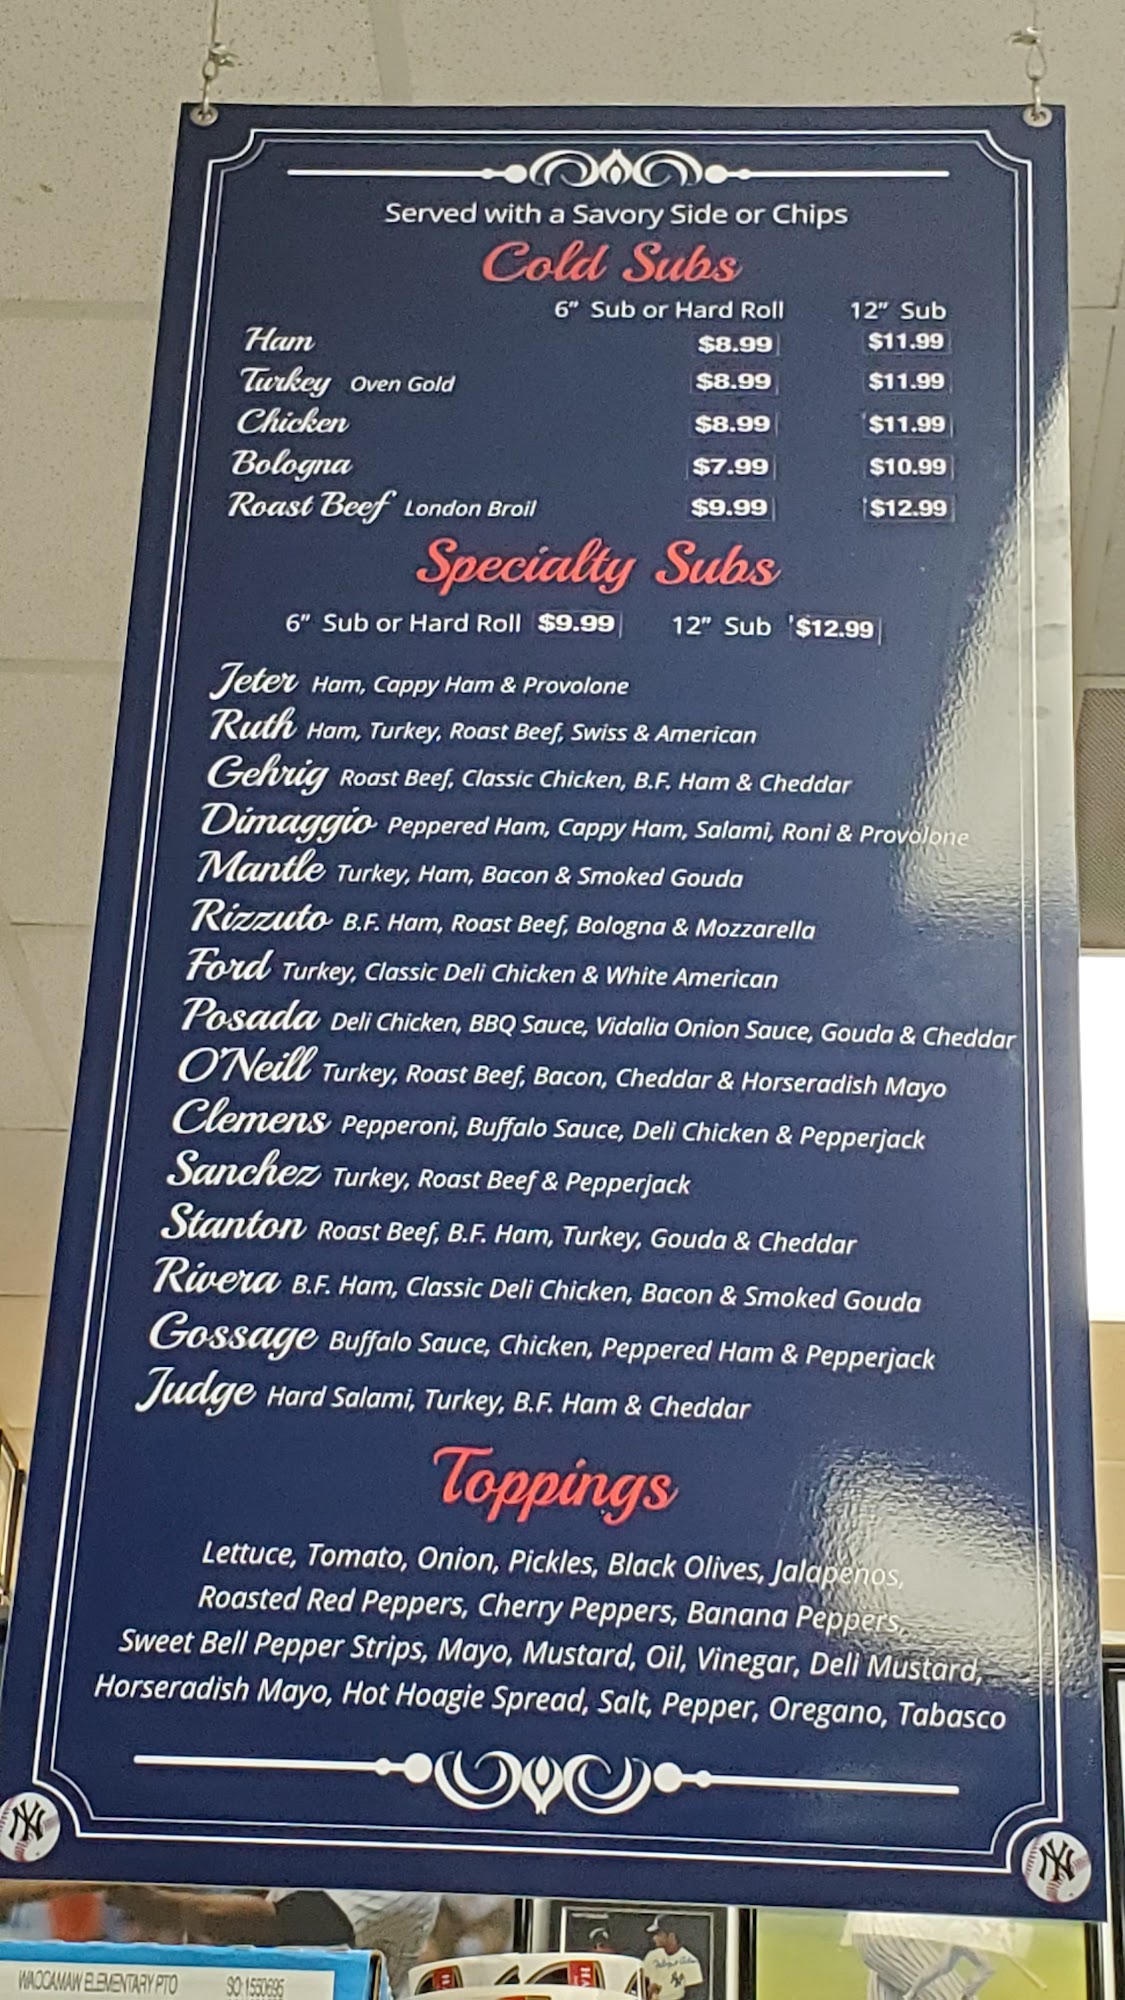 Served with a Savory Side or Chips
Cold Subs
6" Sub or Hard Roll 12" Sub
Ham $8.99 $11.99
Turkey Oven Gold $8.99 $11.99
Chicken $8.99 $11.99
Bologna $7.99 $10.99
Roast Beef London Broil $9.99 $12.99
Specialty Subs
6" Sub or Hard Roll $9.99 12" Sub $12.99
Jeter Ham, Cappy Ham & Provolone
Ruth Ham, Turkey, Roast Beef, Swiss & American
Gehrig Roast Beef, Classic Chicken, B.F. Ham & Cheddar
Dimaggio Peppered Ham, Cappy Ham, Salami, Roni & Provolone
Mantle Turkey, Ham, Bacon & Smoked Gouda
Rizzuto B.F. Ham, Roast Beef, Bologna & Mozzarella
Ford Turkey, Classic Deli Chicken & White American
Posada Deli Chicken, BBQ Sauce, Vidalia Onion Sauce, Gouda & Cheddar
O'Neill Turkey, Roast Beef, Bacon, Cheddar & Horseradish Mayo
Clemens Pepperoni, Buffalo Sauce, Deli Chicken & Pepperjack
Sanchez Turkey, Roast Beef & Pepperjack
Stanton Roast Beef, B.F. Ham, Turkey, Gouda & Cheddar
Rivera B.F. Ham, Classic Deli Chicken, Bacon & Smoked Gouda
Gossage Buffalo Sauce, Chicken, Peppered Ham & Pepperjack
Judge Hard Salami, Turkey, B.F. Ham & Cheddar
Toppings
Lettuce, Tomato, Onion, Pickles, Black Olives, Jalapenos,
Roasted Red Peppers, Cherry Peppers, Banana Peppers,
Sweet Bell Pepper Strips, Mayo, Mustard, Oil, Vinegar, Deli Mustard,
Horseradish Mayo, Hot Hoagie Spread, Salt, Pepper, Oregano, Tabasco
NY NY
WACCAMAW ELEMENTARY PTO SO:1550695